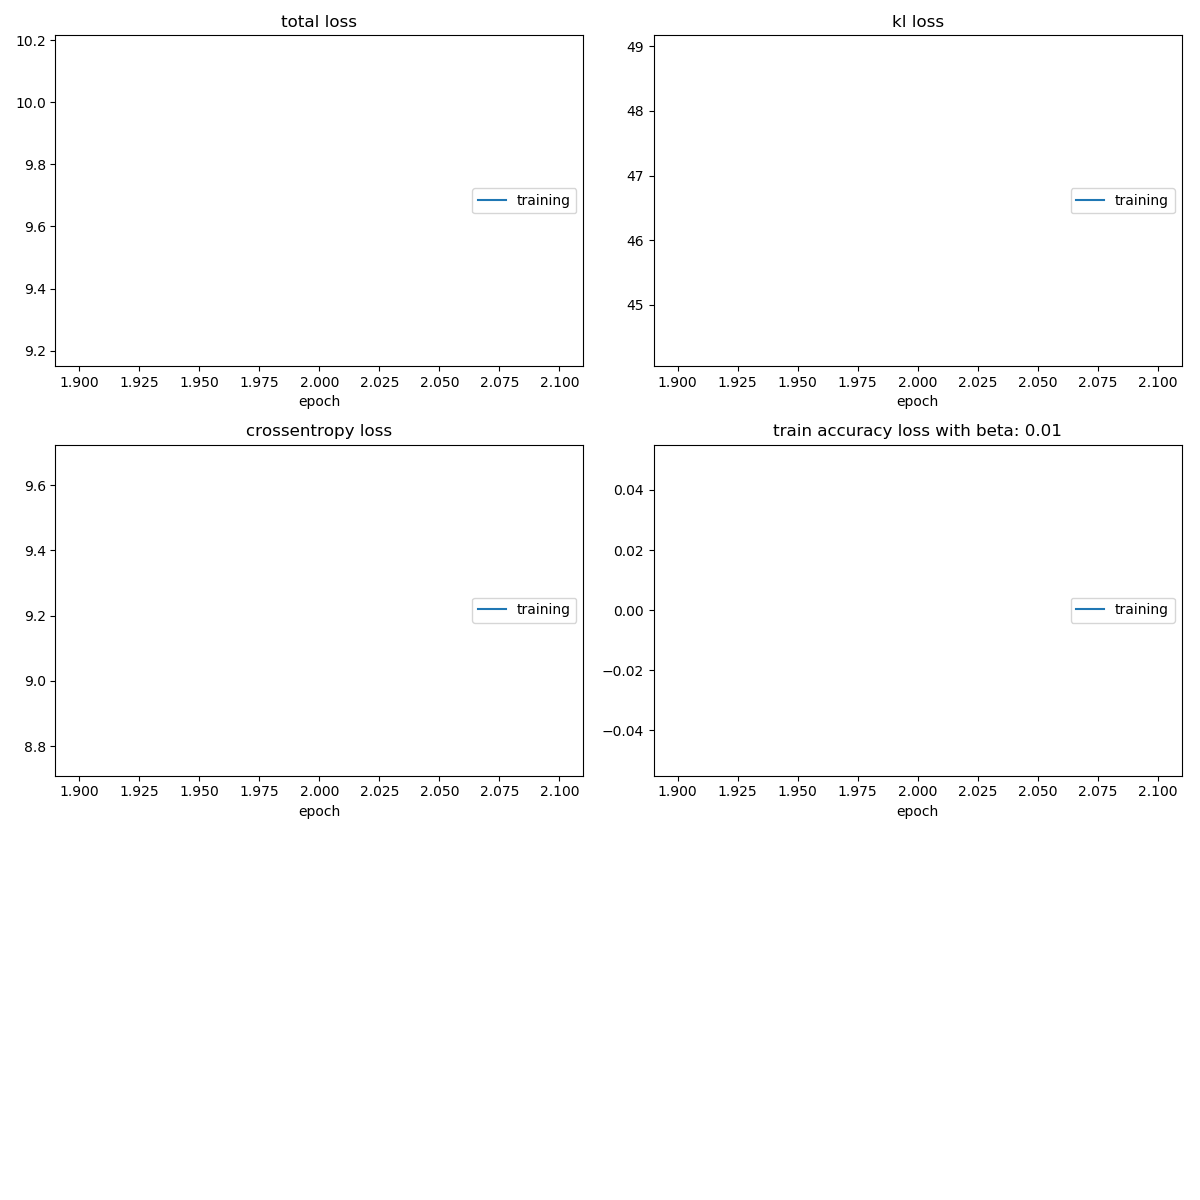 total loss
10.2
10.0
9.8
9.6
9.4
9.2
training
1.900 1.925 1.950 1.975 2.000 2.025 2.050 2.075 2.100
epoch
kl loss
49
48
47
46
45
training
1.900 1.925 1.950 1.975 2.000 2.025 2.050 2.075 2.100
epoch
crossentropy loss
9.6
9.4
9.2
9.0
8.8
training
1.900 1.925 1.950 1.975 2.000 2.025 2.050 2.075 2.100
epoch
train accuracy loss with beta: 0.01
0.04
0.02
0.00
−0.02
−0.04
training
1.900 1.925 1.950 1.975 2.000 2.025 2.050 2.075 2.100
epoch